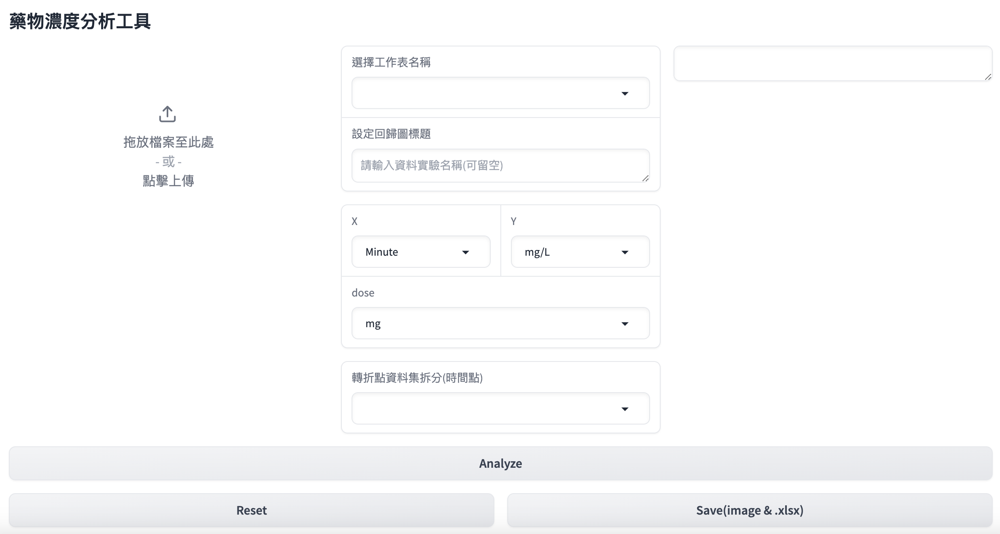 藥物濃度分析工具
拖放檔案至此處
- 或 -
點擊上傳
選擇工作表名稱
設定回歸圖標題
請輸入資料實驗名稱(可留空)
X
Y
Minute
mg/L
dose
mg
轉折點資料集拆分(時間點)
Analyze
Reset
Save(image & .xlsx)